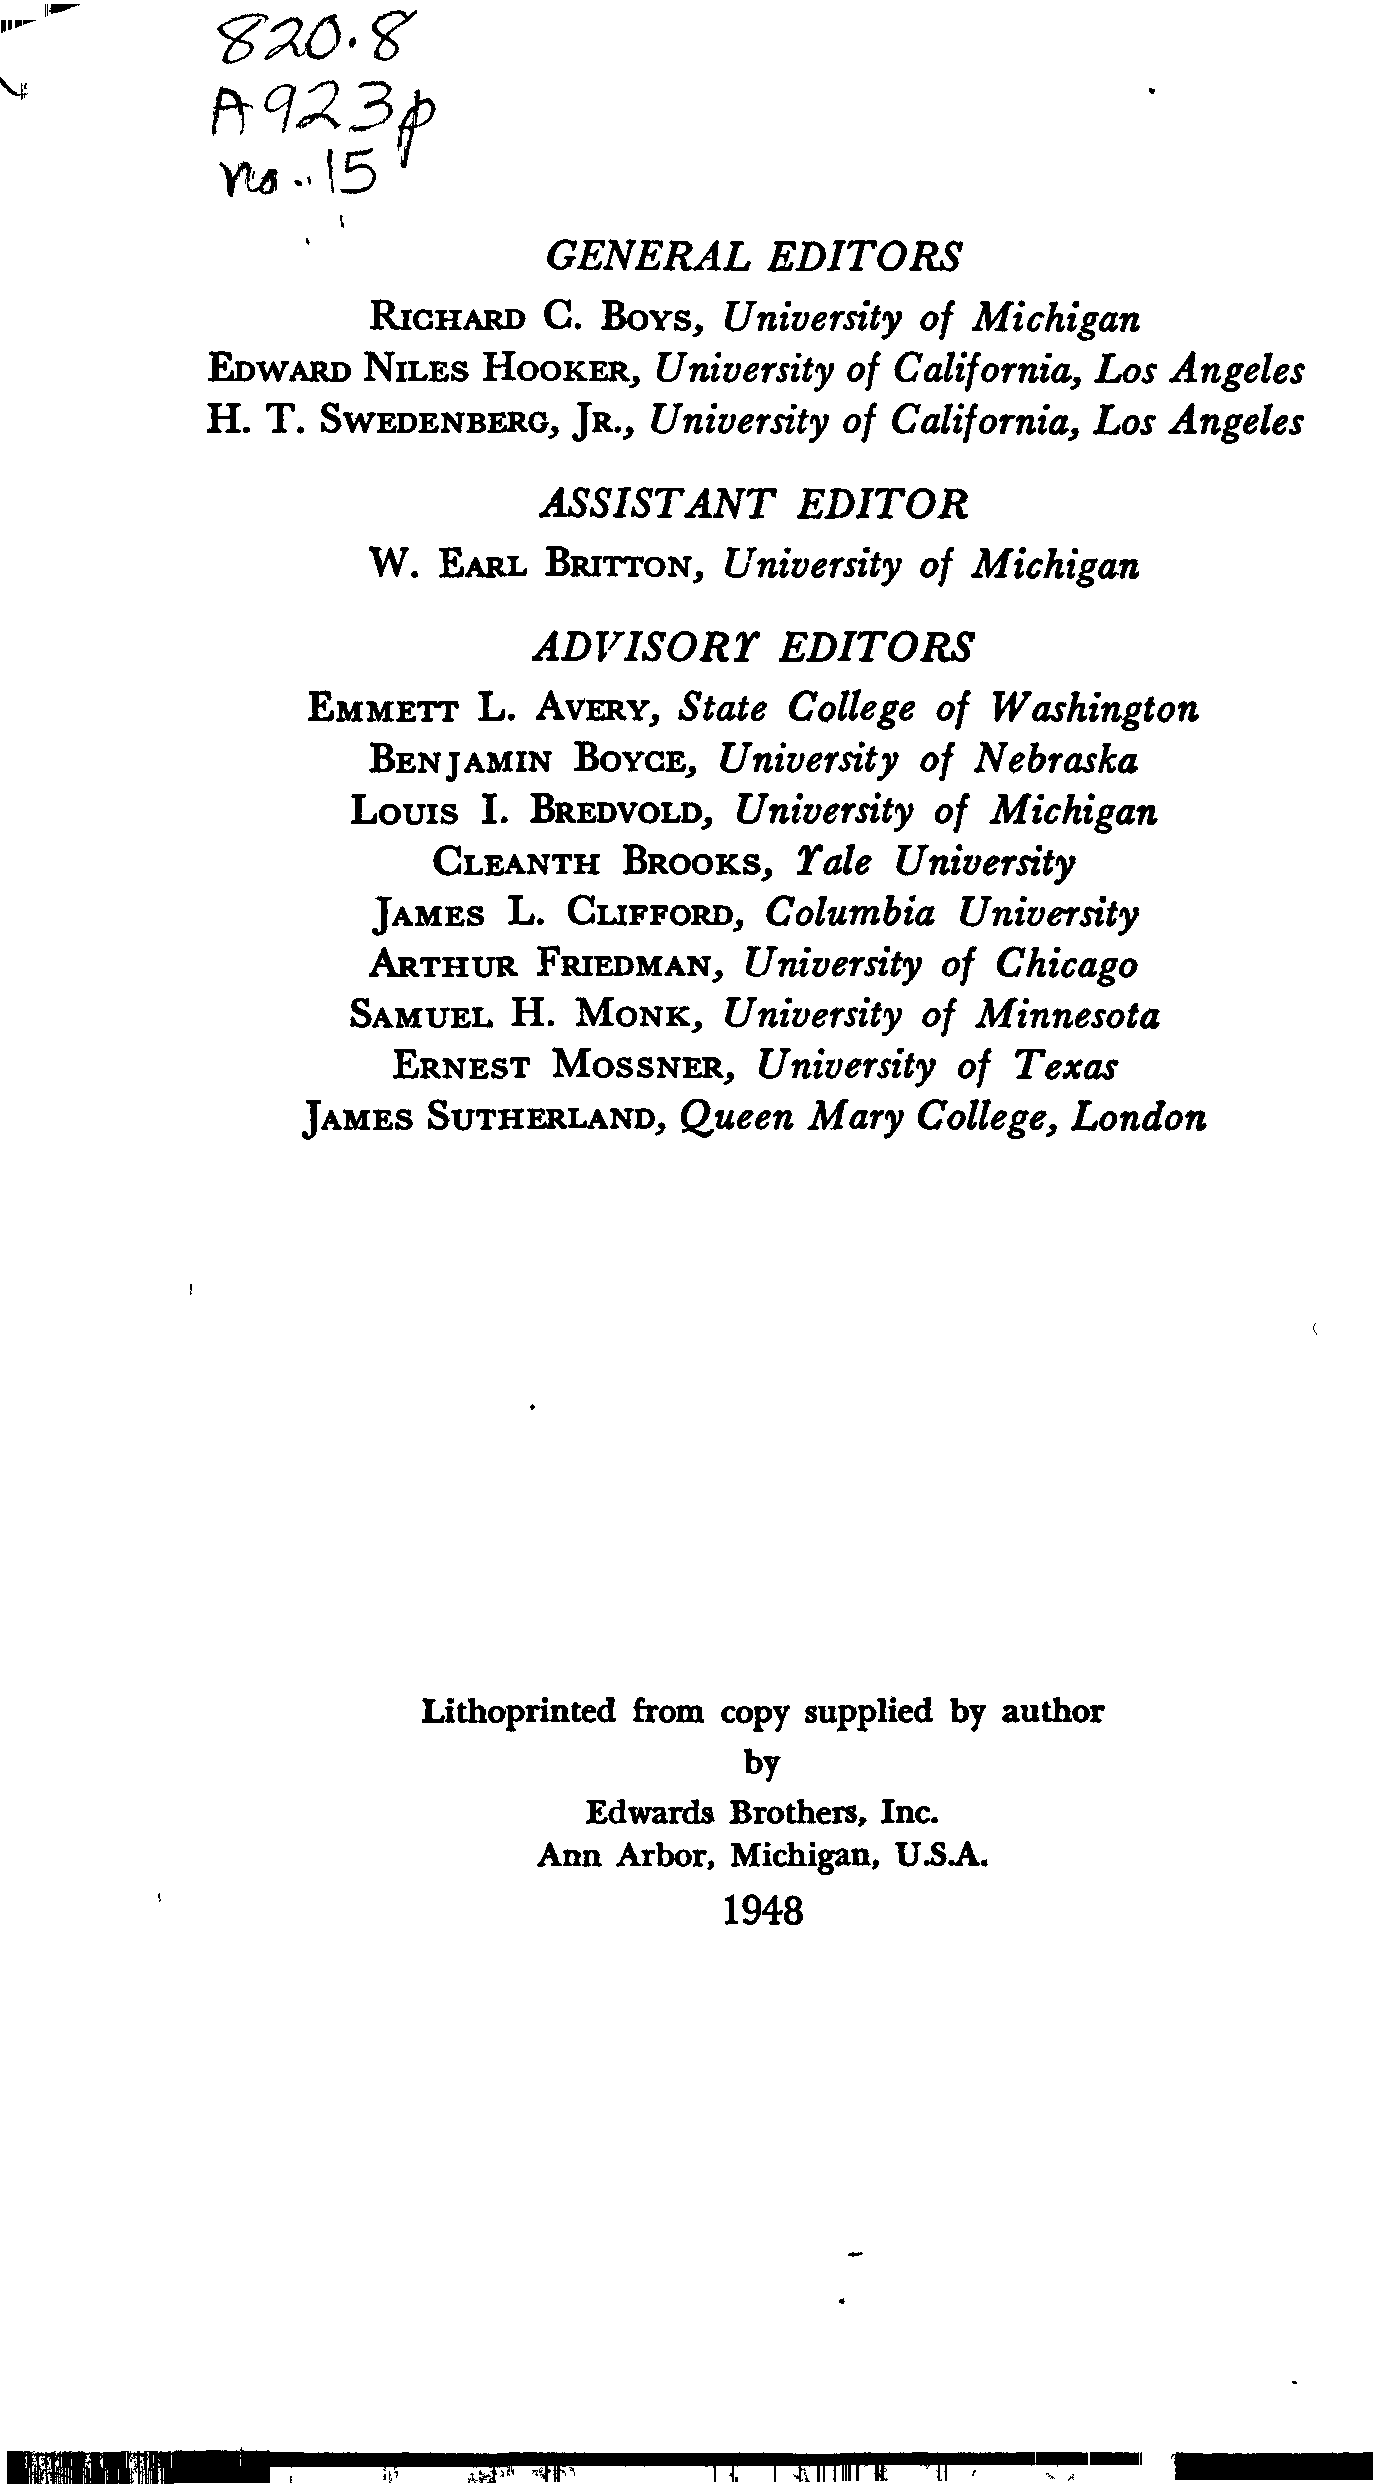 820.8
A923p
no. 15
GENERAL EDITORS
RICHARD C. BOYS, University of Michigan
EDWARD NILES HOOKER, University of California, Los Angeles
H. T. SWEDENBERG, JR., University of California, Los Angeles
ASSISTANT EDITOR
W. EARL BRITTON, University of Michigan
ADVISORY EDITORS
EMMETT L. AVERY, State College of Washington
BENJAMIN BOYCE, University of Nebraska
LOUIS I. BREDVOLD, University of Michigan
CLEANTH BROOKS, Yale University
JAMES L. CLIFFORD, Columbia University
ARTHUR FRIEDMAN, University of Chicago
SAMUEL H. MONK, University of Minnesota
ERNEST MOSSNER, University of Texas
JAMES SUTHERLAND, Queen Mary College, London
Lithoprinted from copy supplied by author
by
Edwards Brothers, Inc.
Ann Arbor, Michigan, U.S.A.
1948